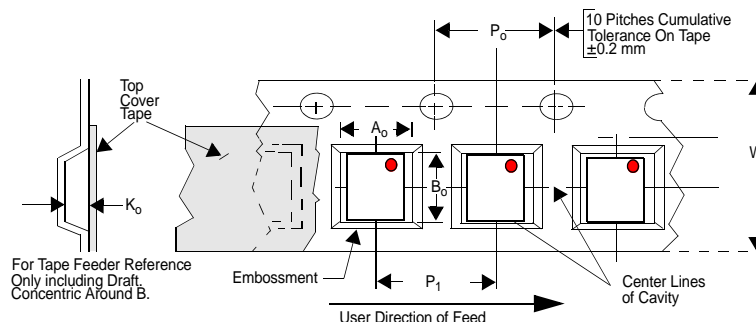 10 Pitches Cumulative
Tolerance On Tape
±0.2 mm
Po
Top
Cover
Tape
Ao
Bo
Ko
W
For Tape Feeder Reference
Only including Draft.
Concentric Around B.
Embossment
P1
Center Lines
of Cavity
User Direction of Feed